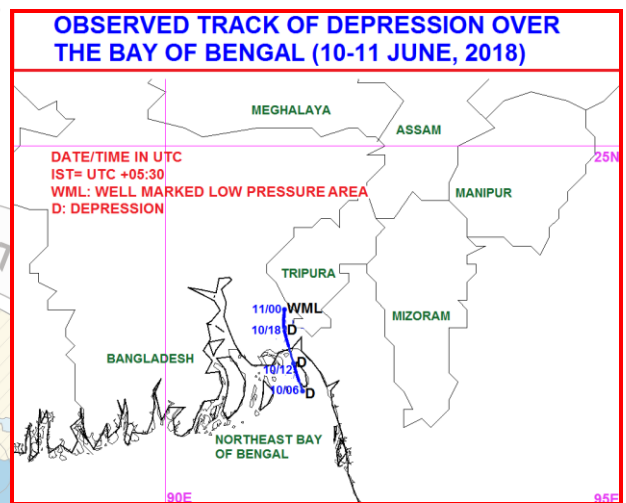 OBSERVED TRACK OF DEPRESSION OVER
THE BAY OF BENGAL (10-11 JUNE, 2018)
MEGHALAYA
ASSAM
25N
DATE/TIME IN UTC
IST= UTC +05:30
WML: WELL MARKED LOW PRESSURE AREA
D: DEPRESSION
MANIPUR
TRIPURA
11/00 WML
MIZORAM
10/18 D
BANGLADESH
D
10/12
10/06 D
NORTHEAST BAY
OF BENGAL
90E
95E